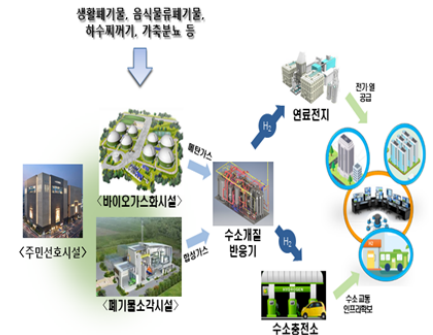 생활폐기물, 음식물류폐기물,
하수찌꺼기, 가축분뇨 등
연료전지
전기 열
공급
H2
메탄가스
<바이오가스화시설>
<주민선호시설>
수소개질
반응기
합성가스
H2
<폐기물소각시설>
수소충전소
수소 교통
인프라확보